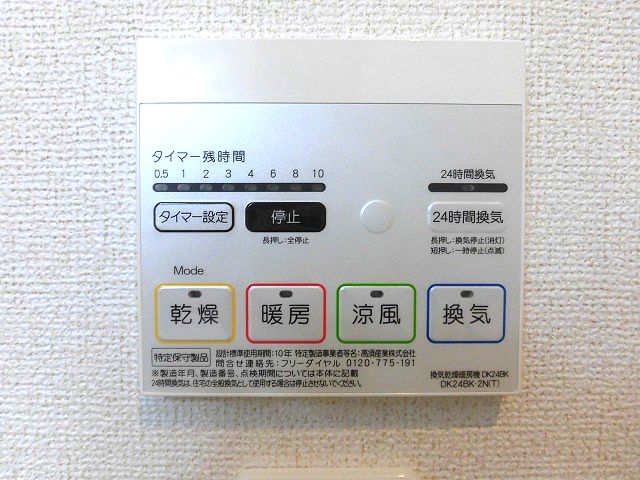 タイマー残時間
0.5 1 2 3 4 6 8 10
24時間換気
タイマー設定
停止
24時間換気
長押し:全停止
長押し:換気停止(消灯)
短押し:一時停止(点滅)
Mode
乾燥
暖房
涼風
換気
特定保守製品
設計標準使用期間:10年 特定製造事業者等名:高須産業株式会社
問合せ連絡先:フリーダイヤル 0120-775-191
※製造年月、製造番号、点検期間については本体に記載
24時間換気は、住宅の全般換気として使用する場合は停止させないでください。
換気乾燥暖房機 DK24BK
DK24BK-2N(T)